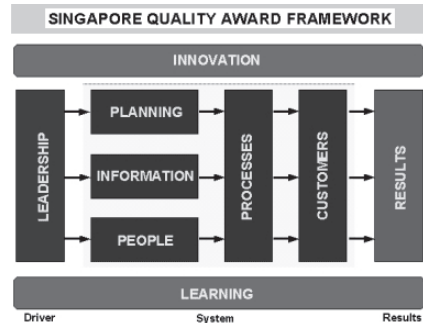 SINGAPORE QUALITY AWARD FRAMEWORK
INNOVATION
LEADERSHIP
PLANNING
INFORMATION
PEOPLE
PROCESSES
CUSTOMERS
RESULTS
LEARNING
Driver System Results